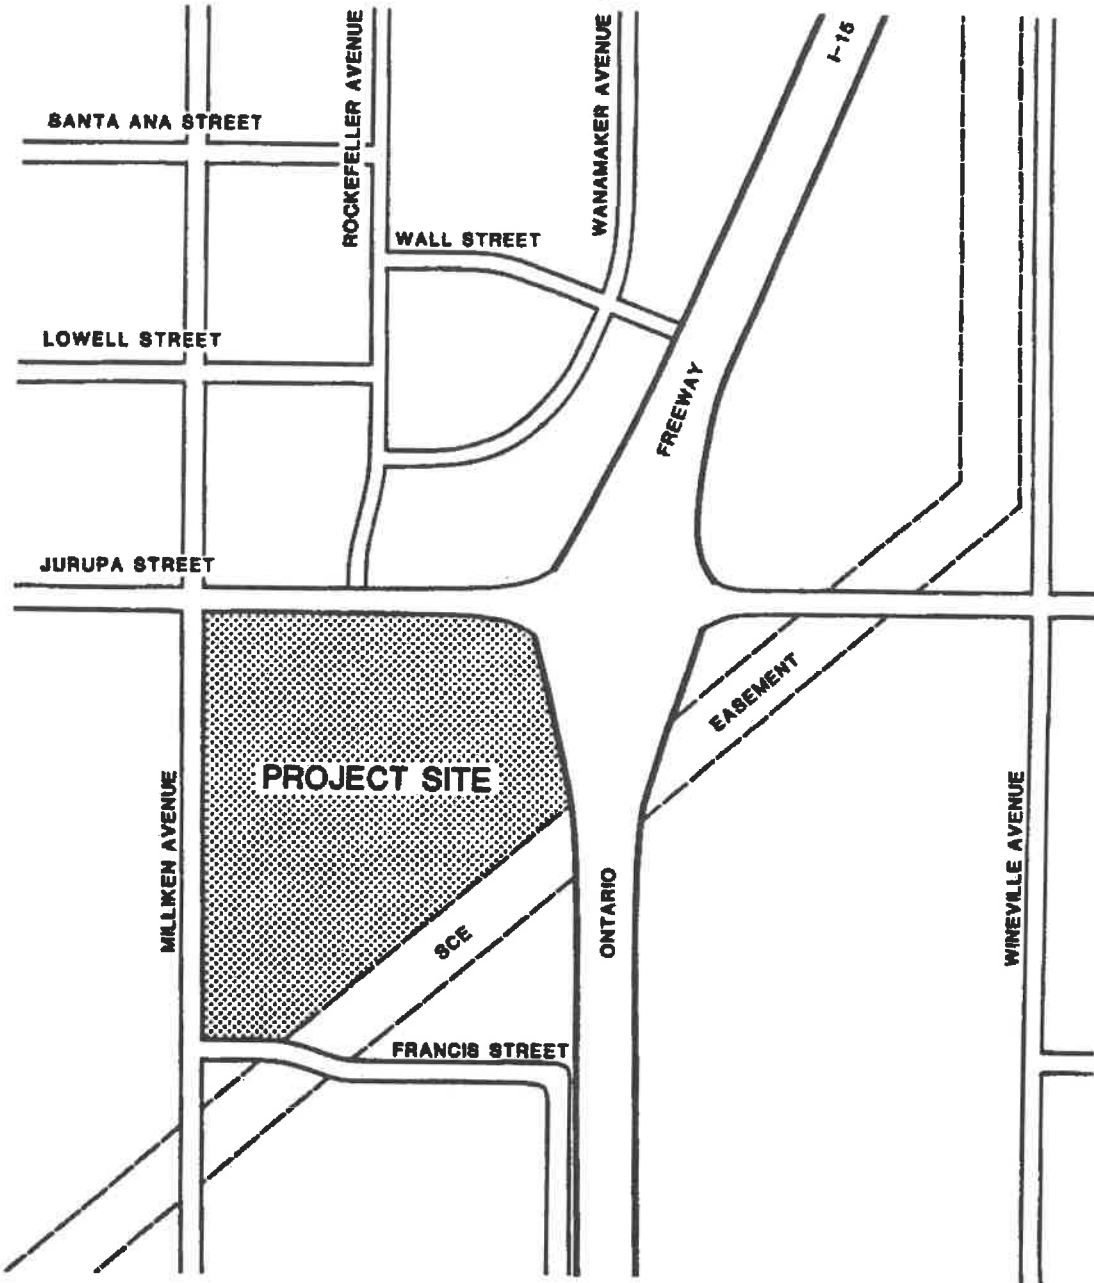 I-15
SANTA ANA STREET
ROCKEFELLER AVENUE
WANAMAKER AVENUE
WALL STREET
LOWELL STREET
FREEWAY
JURUPA STREET
EASEMENT
PROJECT SITE
MILLIKEN AVENUE
WINEVILLE AVENUE
ONTARIO
SCE
FRANCIS STREET